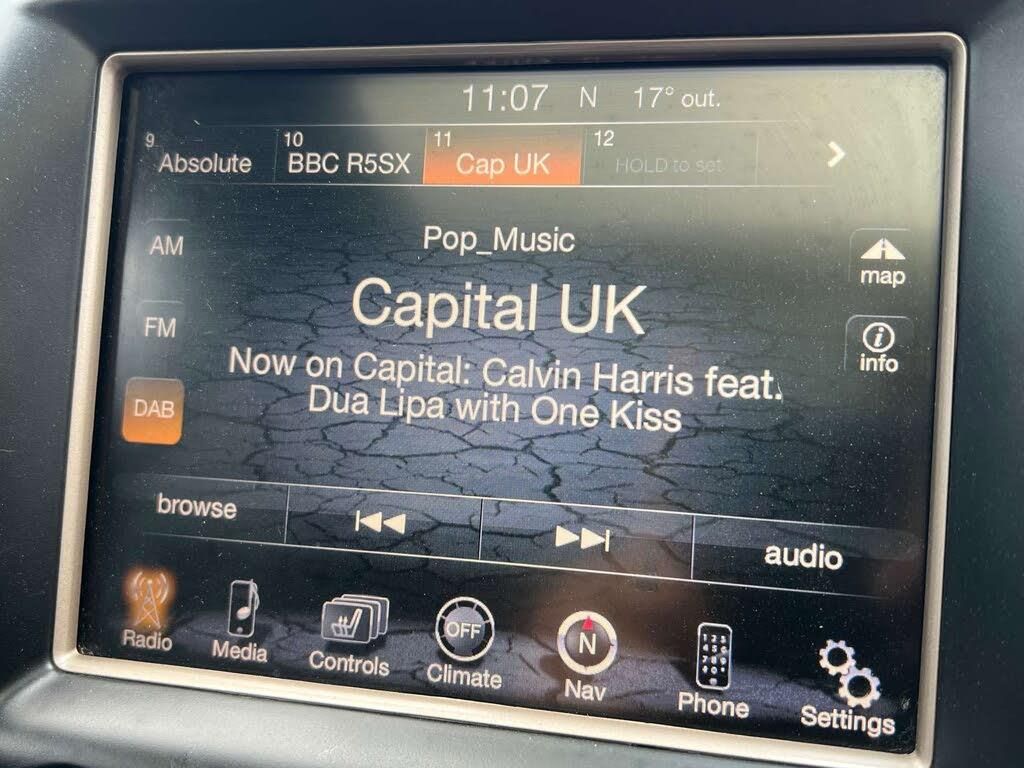 11:07 N 17° out.
9 Absolute 10 BBC R5SX 11 Cap UK 12 HOLD to set
AM
Pop_Music
map
Capital UK
FM
info
Now on Capital: Calvin Harris feat.
Dua Lipa with One Kiss
DAB
browse
audio
OFF
N
Radio Media Controls Climate Nav Phone Settings